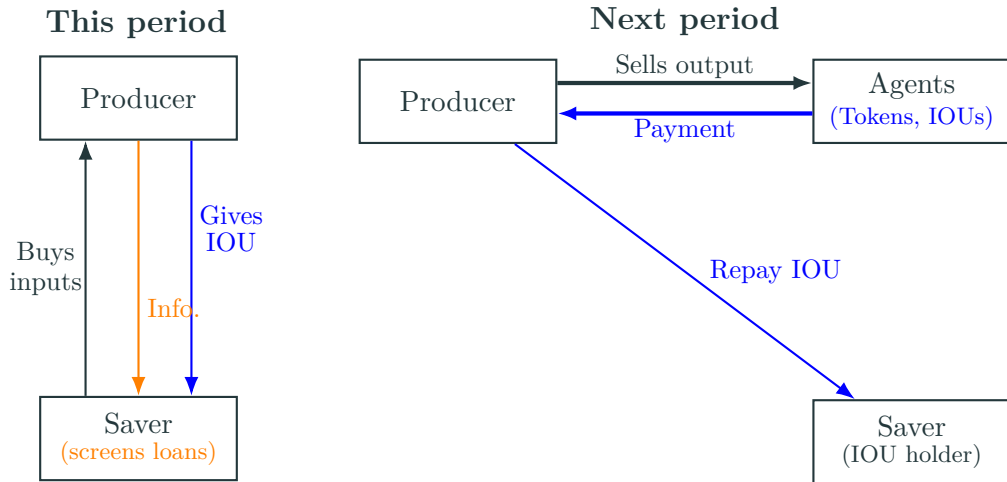 This period
Producer
Gives
IOU
Buys
inputs
Info.
Saver
(screens loans)
Next period
Producer
Sells output
Payment
Agents
(Tokens, IOUs)
Repay IOU
Saver
(IOU holder)